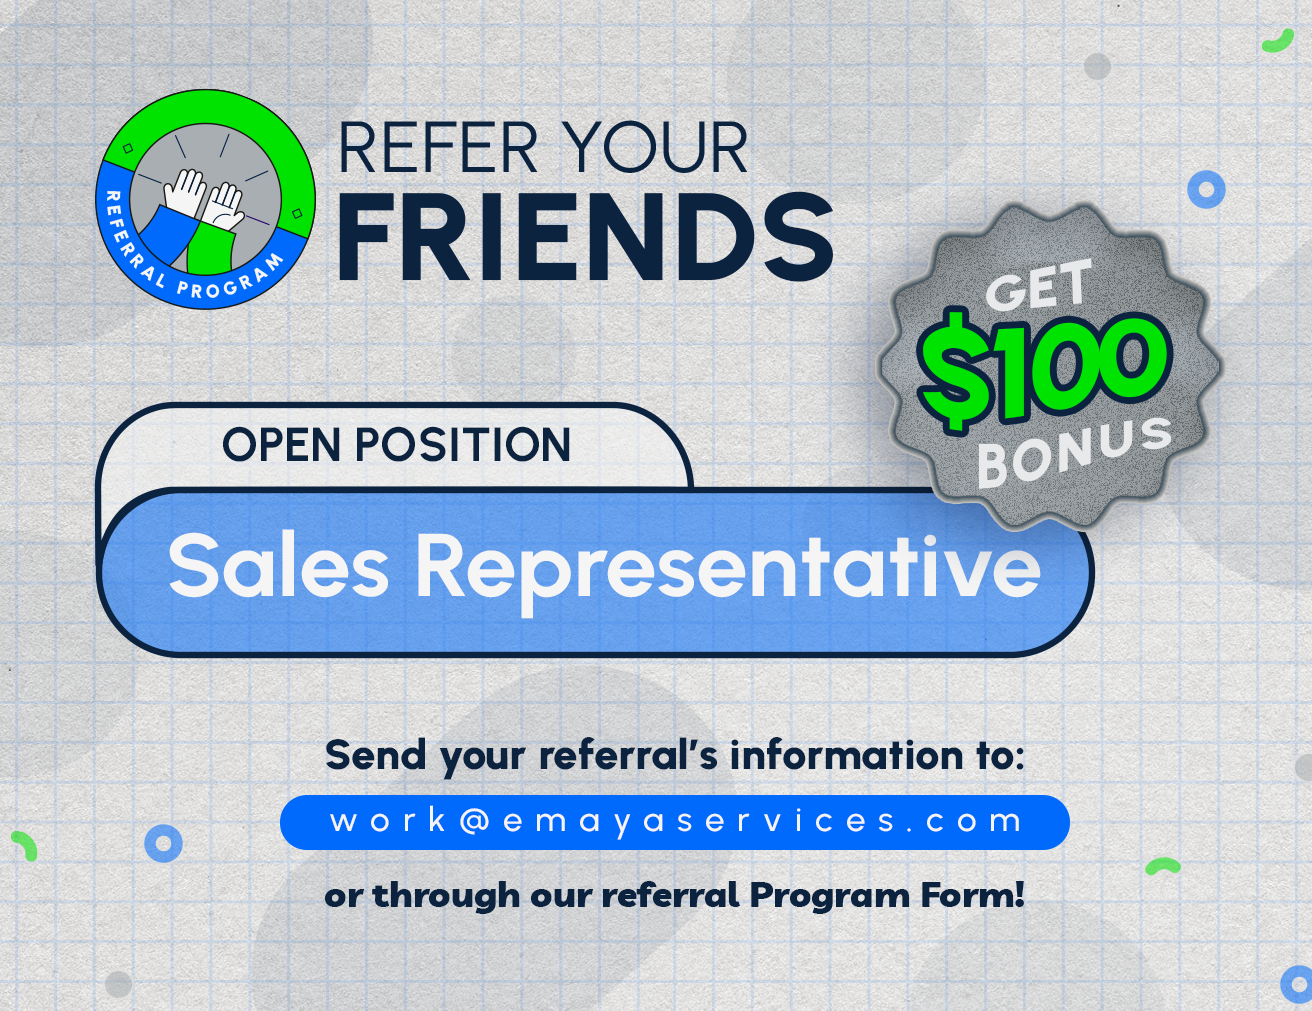 REFERRAL PROGRAM
REFER YOUR
FRIENDS
GET
$100
BONUS
OPEN POSITION
Sales Representative
Send your referral's information to:
work@emayaservices.com
or through our referral Program Form!